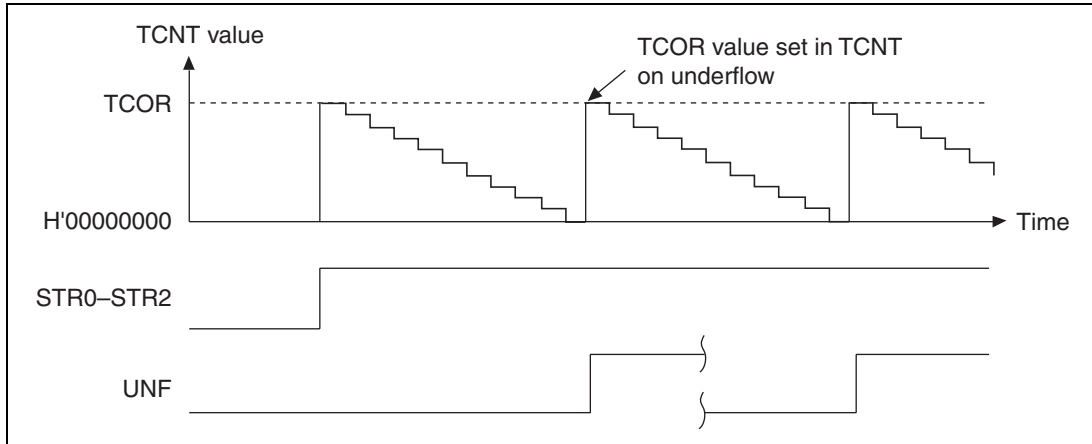 TCNT value
TCOR value set in TCNT
on underflow
TCOR
H'00000000
Time
STR0–STR2
UNF